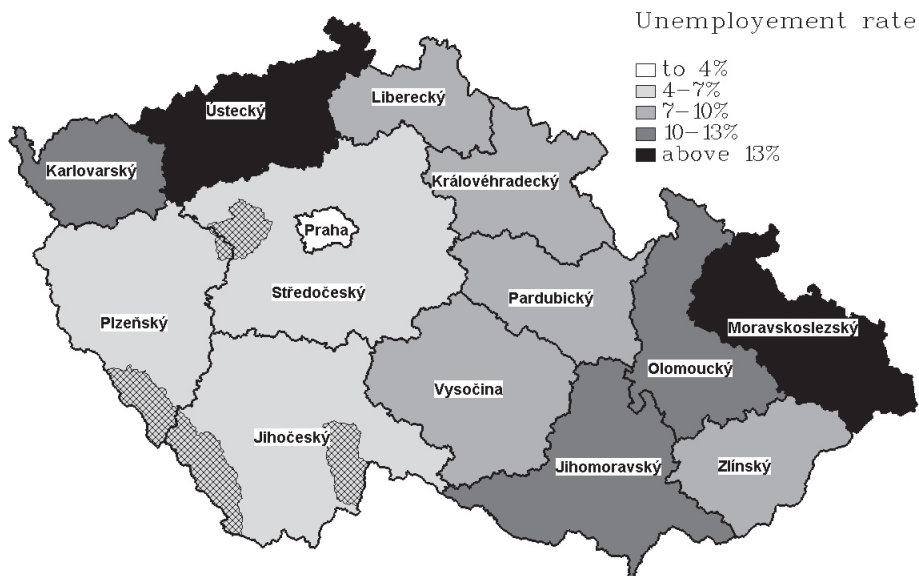 Unemployement rate
to 4%
4-7%
7-10%
10-13%
above 13%
Ústecký
Liberecký
Karlovarský
Královéhradecký
Praha
Středočeský
Pardubický
Plzeňský
Moravskoslezský
Olomoucký
Vysočina
Jihočeský
Jihomoravský
Zlínský